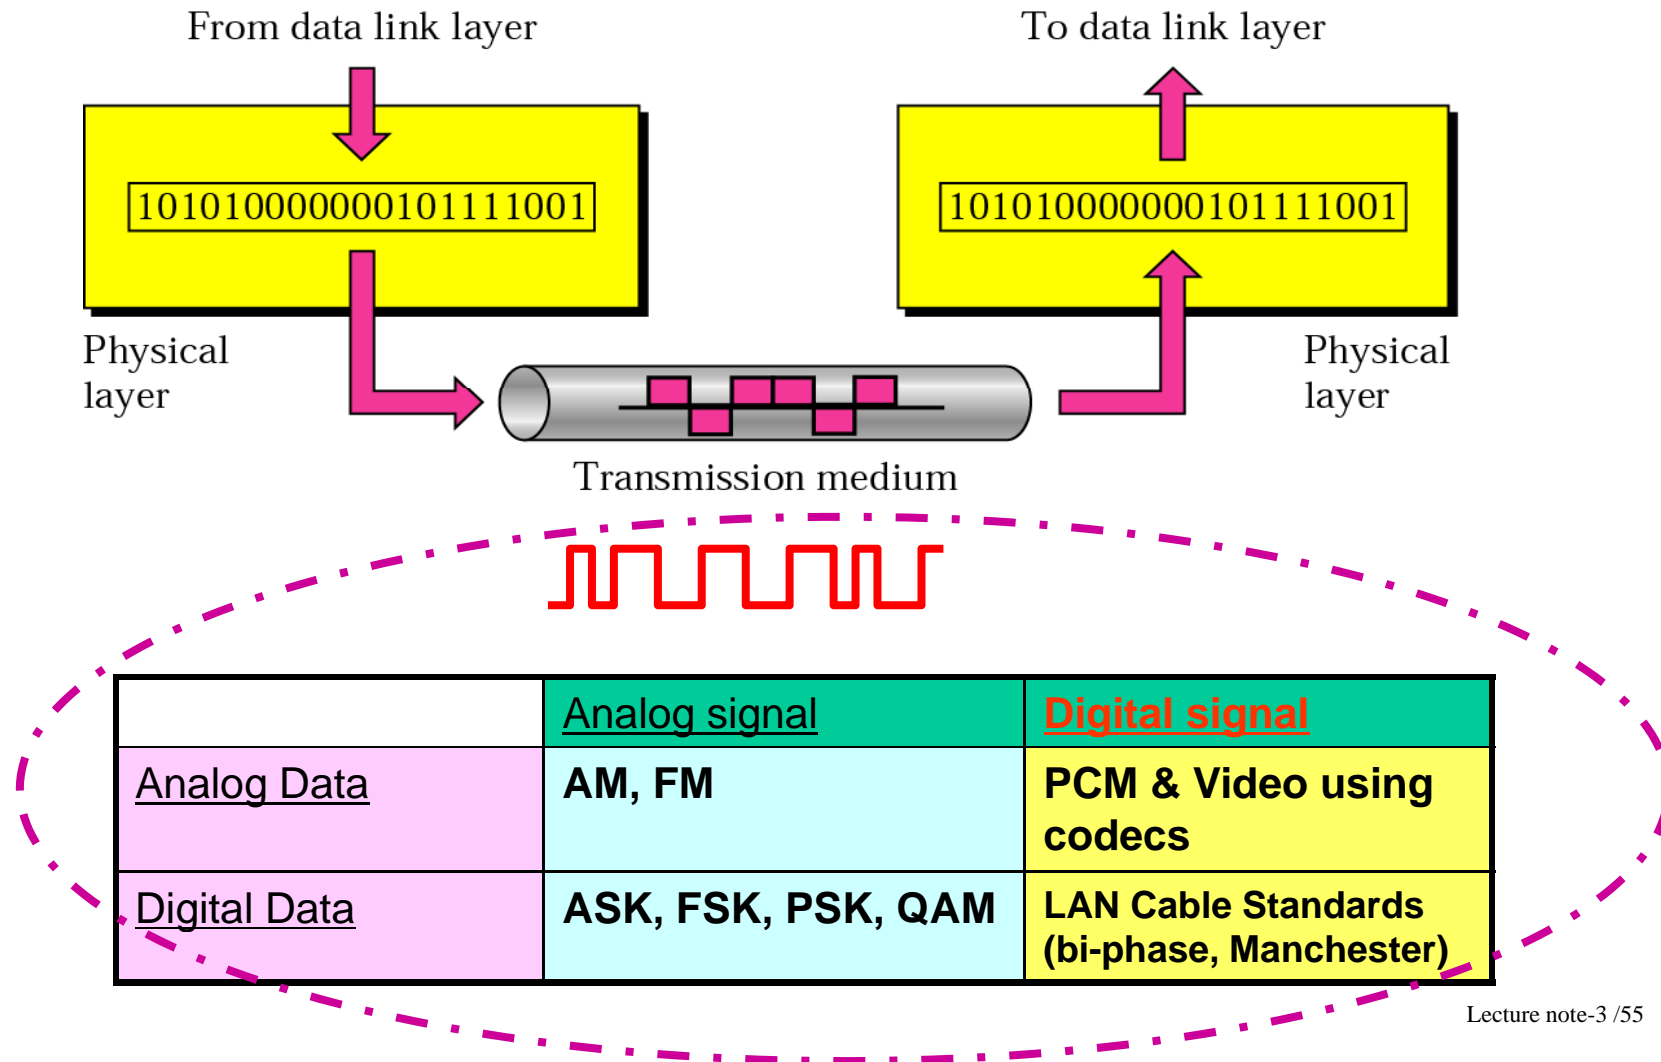 From data link layer
To data link layer
101010000000101111001
101010000000101111001
Physical
layer
Physical
layer
Transmission medium
Analog signal
Digital signal
Analog Data
AM, FM
PCM & Video using
codecs
Digital Data
ASK, FSK, PSK, QAM
LAN Cable Standards
(bi-phase, Manchester)
Lecture note-3 /55